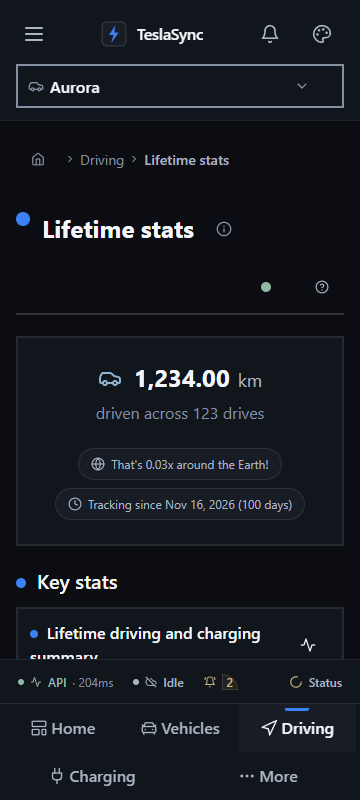 TeslaSync
Aurora
Driving
Lifetime stats
Lifetime stats
1,234.00 km
driven across 123 drives
That's 0.03x around the Earth!
Tracking since Nov 16, 2026 (100 days)
Key stats
Lifetime driving and charging
summary
API · 204ms
Idle
2
Status
Home
Vehicles
Driving
Charging
More